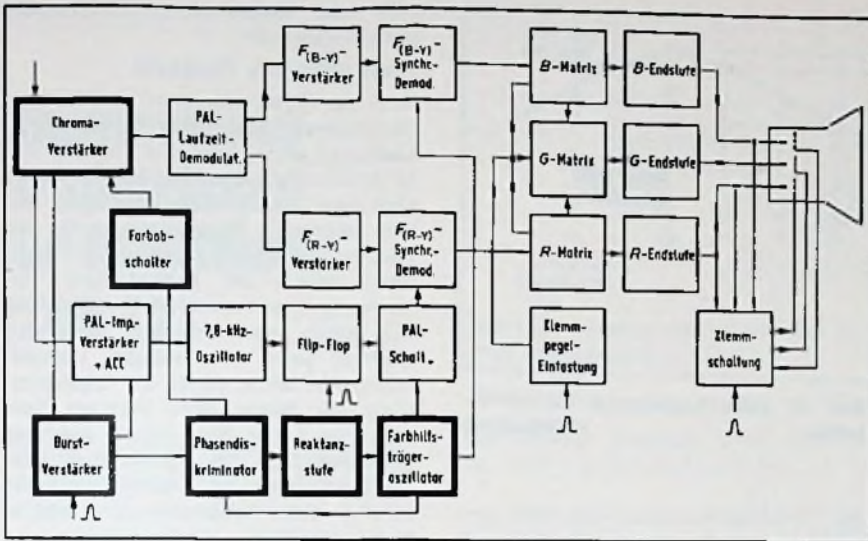 F(B-Y)-
Verstärker
F(B-Y)-
Synchr.-
Demod.
B-Matrix
B-Endstufe
Chroma-
Verstärker
PAL-
Laufzeit-
Demodulat.
G-Matrix
G-Endstufe
Farbab-
schalter
F(R-Y)-
Verstärker
F(R-Y)-
Synchr.-
Demod.
R-Matrix
R-Endstufe
PAL-Imp.-
Verstärker
+ ACC
7,8-kHz-
Oszillator
Flip-Flop
PAL-
Schalt.
Klemm-
pegel-
Eintastung
Klemm-
schaltung
Burst-
Verstärker
Phasendis-
kriminator
Reaktanz-
stufe
Farbhilfs-
träger-
oszillator